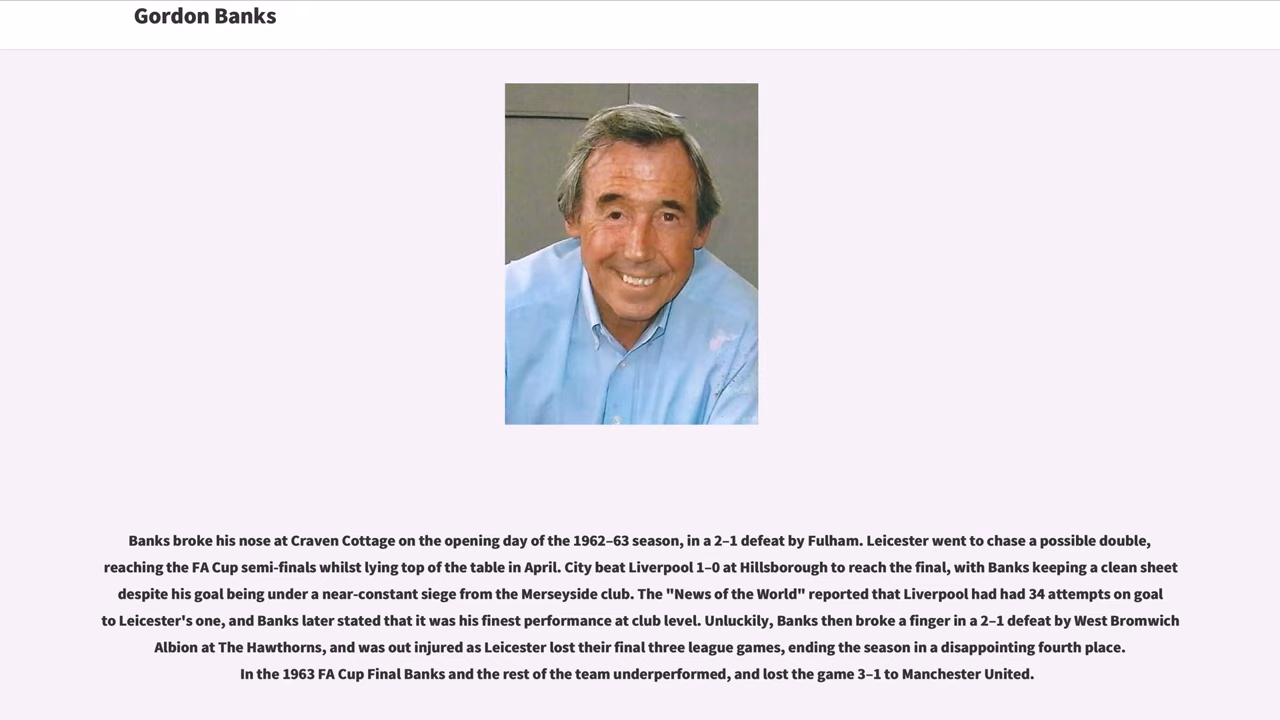 Gordon Banks
Banks broke his nose at Craven Cottage on the opening day of the 1962–63 season, in a 2–1 defeat by Fulham. Leicester went to chase a possible double,
reaching the FA Cup semi-finals whilst lying top of the table in April. City beat Liverpool 1–0 at Hillsborough to reach the final, with Banks keeping a clean sheet
despite his goal being under a near-constant siege from the Merseyside club. The "News of the World" reported that Liverpool had had 34 attempts on goal
to Leicester's one, and Banks later stated that it was his finest performance at club level. Unluckily, Banks then broke a finger in a 2–1 defeat by West Bromwich
Albion at The Hawthorns, and was out injured as Leicester lost their final three league games, ending the season in a disappointing fourth place.
In the 1963 FA Cup Final Banks and the rest of the team underperformed, and lost the game 3–1 to Manchester United.